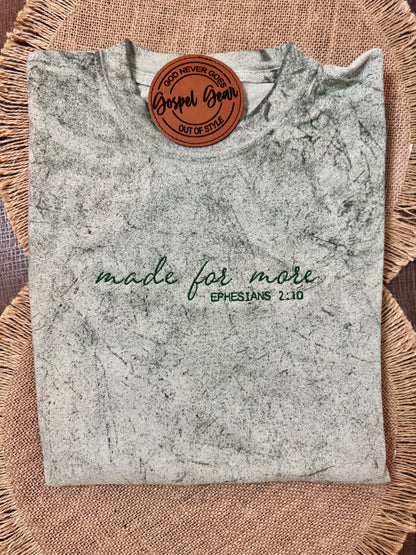 GOD NEVER GOES
Gospel Gear
OUT OF STYLE
made for more
EPHESIANS 2:10